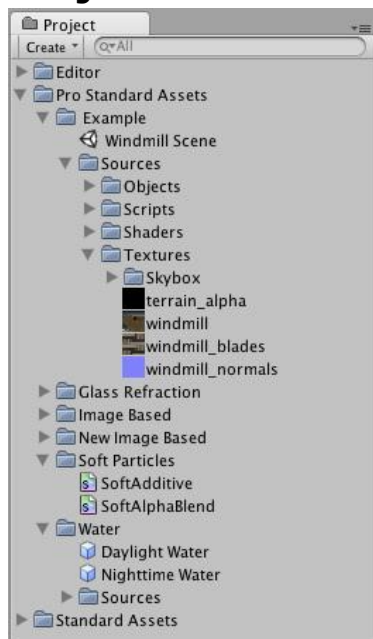 Project
Create All
Editor
Pro Standard Assets
Example
Windmill Scene
Sources
Objects
Scripts
Shaders
Textures
Skybox
terrain_alpha
windmill
windmill_blades
windmill_normals
Glass Refraction
Image Based
New Image Based
Soft Particles
SoftAdditive
SoftAlphaBlend
Water
Daylight Water
Nighttime Water
Sources
Standard Assets